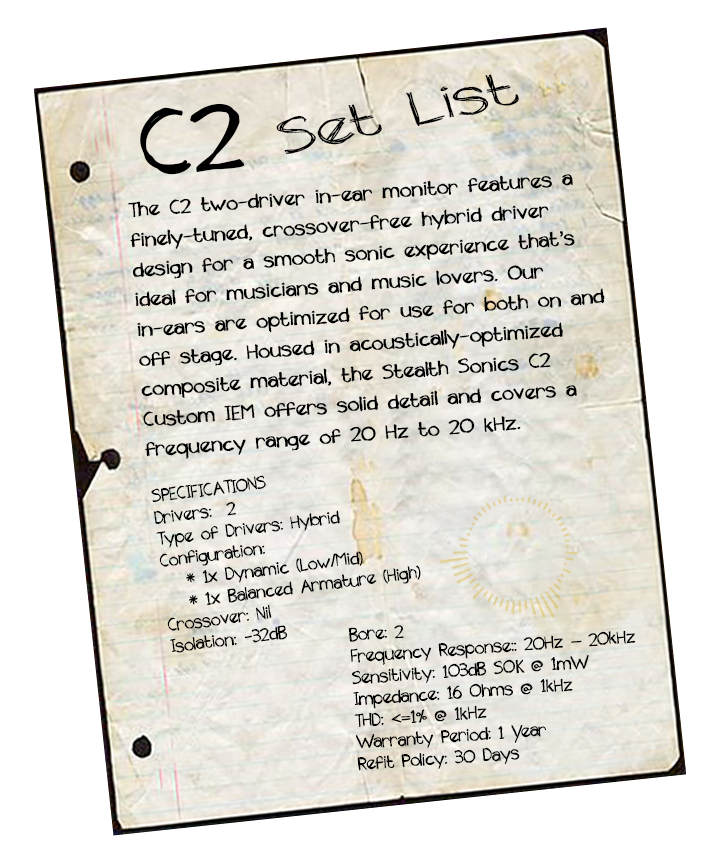 C2 Set List
The C2 two-driver in-ear monitor features a
finely-tuned, crossover-free hybrid driver
design for a smooth sonic experience that's
ideal for musicians and music lovers. Our
in-ears are optimized for use for both on and
off stage. Housed in acoustically-optimized
composite material, the Stealth Sonics C2
Custom IEM offers solid detail and covers a
frequency range of 20 Hz to 20 kHz.
SPECIFICATIONS
Drivers: 2
Type of Drivers: Hybrid
Configuration:
* 1x Dynamic (Low/Mid)
* 1x Balanced Armature (High)
Crossover: Nil
Isolation: -32dB
Bore: 2
Frequency Response:: 20Hz – 20kHz
Sensitivity: 103dB SOK @ 1mW
Impedance: 16 Ohms @ 1kHz
THD: <=1% @ 1kHz
Warranty Period: 1 Year
Refit Policy: 30 Days